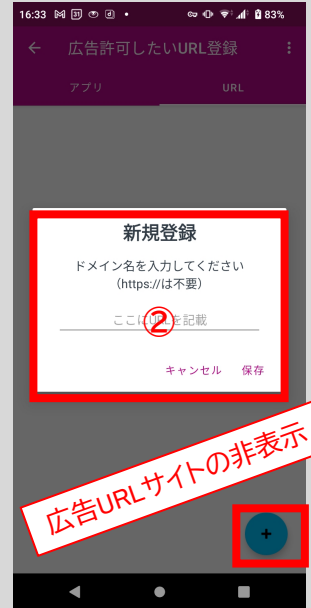 16:33 31 83%
広告許可したいURL登録
アプリ URL
新規登録
ドメイン名を入力してください
（https://は不要）
ここにURLを記載
②
キャンセル 保存
広告URLサイトの非表示
+